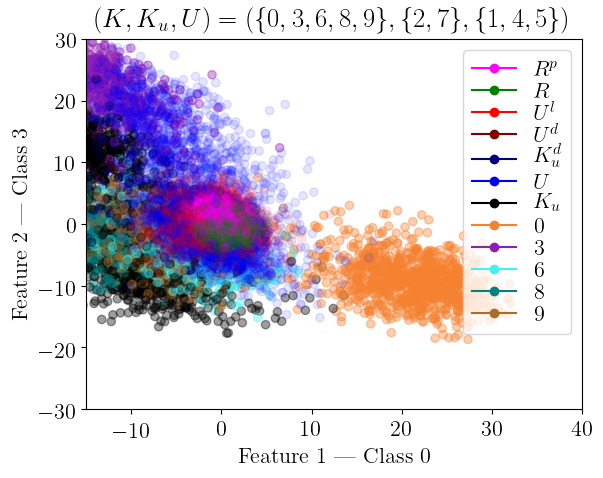 (K, K_u, U) = ({0, 3, 6, 8, 9}, {2, 7}, {1, 4, 5})
30
20
10
0
−10
−20
−30
Feature 2 — Class 3
R^p
R
U^l
U^d
K_u^d
U
K_u
0
3
6
8
9
−10
0
10
20
30
40
Feature 1 — Class 0